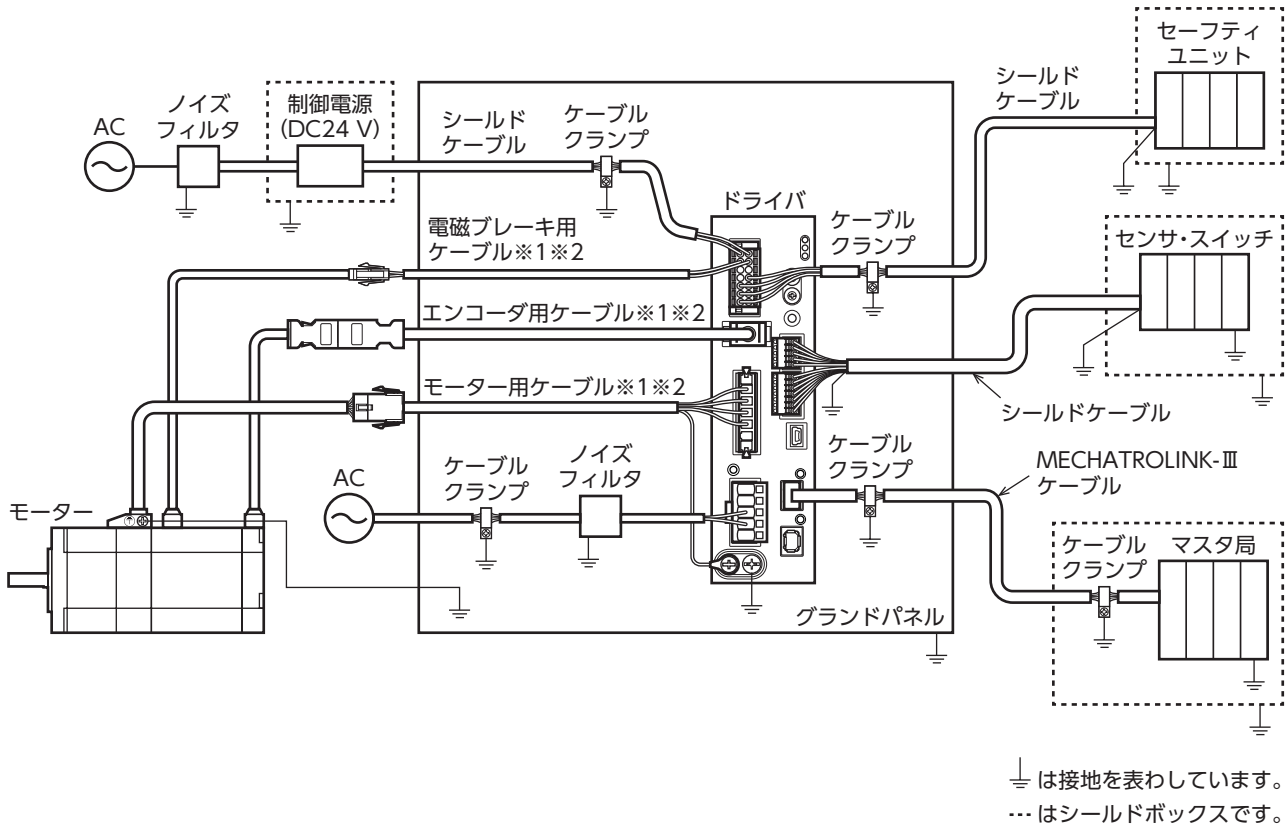 セーフティ
ユニット
シールド
ケーブル
AC
ノイズ
フィルタ
制御電源
(DC24 V)
シールド
ケーブル
ケーブル
クランプ
ドライバ
ケーブル
クランプ
電磁ブレーキ用
ケーブル※1※2
センサ・スイッチ
エンコーダ用ケーブル※1※2
モーター用ケーブル※1※2
シールドケーブル
AC
ケーブル
クランプ
ノイズ
フィルタ
ケーブル
クランプ
MECHATROLINK-Ⅲ
ケーブル
モーター
ケーブル
クランプ
マスタ局
グランドパネル
は接地を表わしています。
はシールドボックスです。